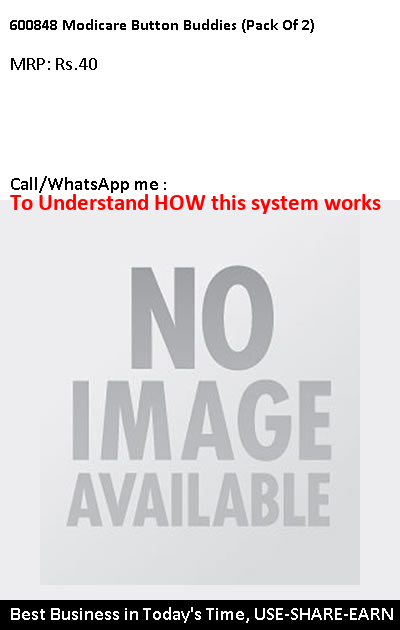 600848 Modicare Button Buddies (Pack Of 2)
MRP: Rs.40
Call/WhatsApp me :
To Understand HOW this system works
NO
IMAGE
AVAILABLE
Best Business in Today's Time, USE-SHARE-EARN